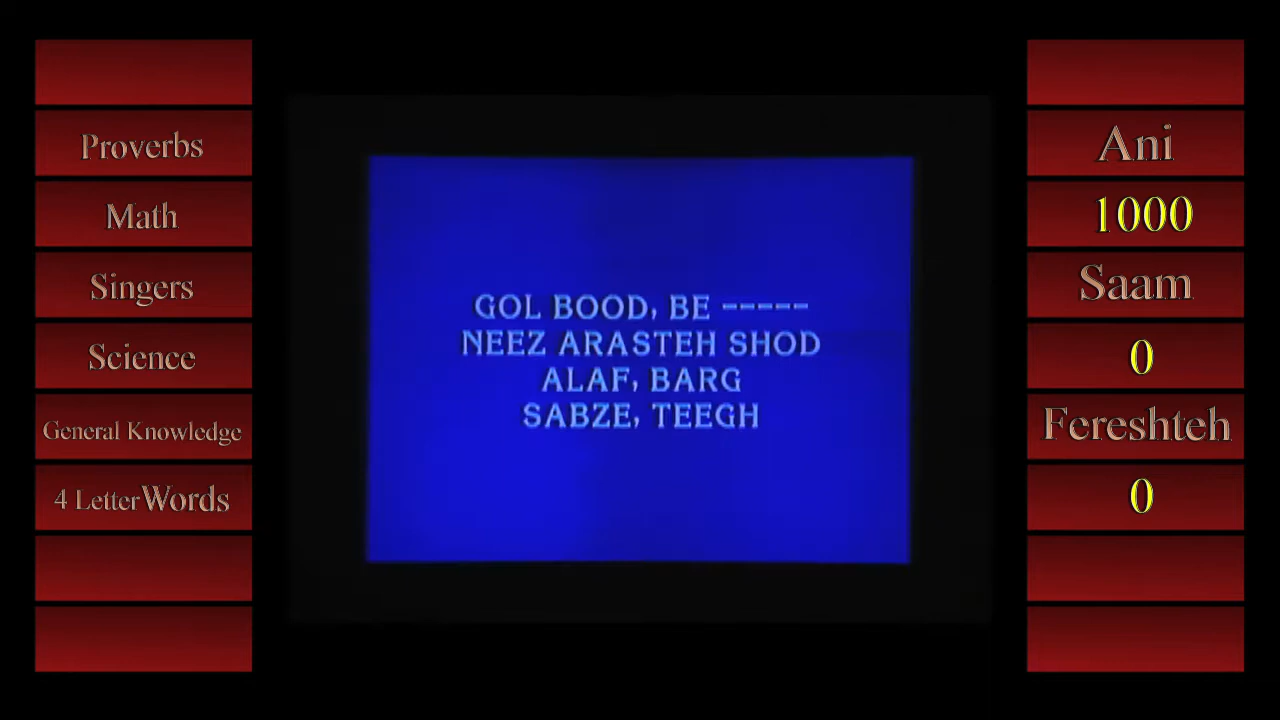 Proverbs
Math
Singers
Science
General Knowledge
4 Letter Words
GOL BOOD, BE -----
NEEZ ARASTEH SHOD
ALAF, BARG
SABZE, TEEGH
Ani
1000
Saam
0
Fereshteh
0